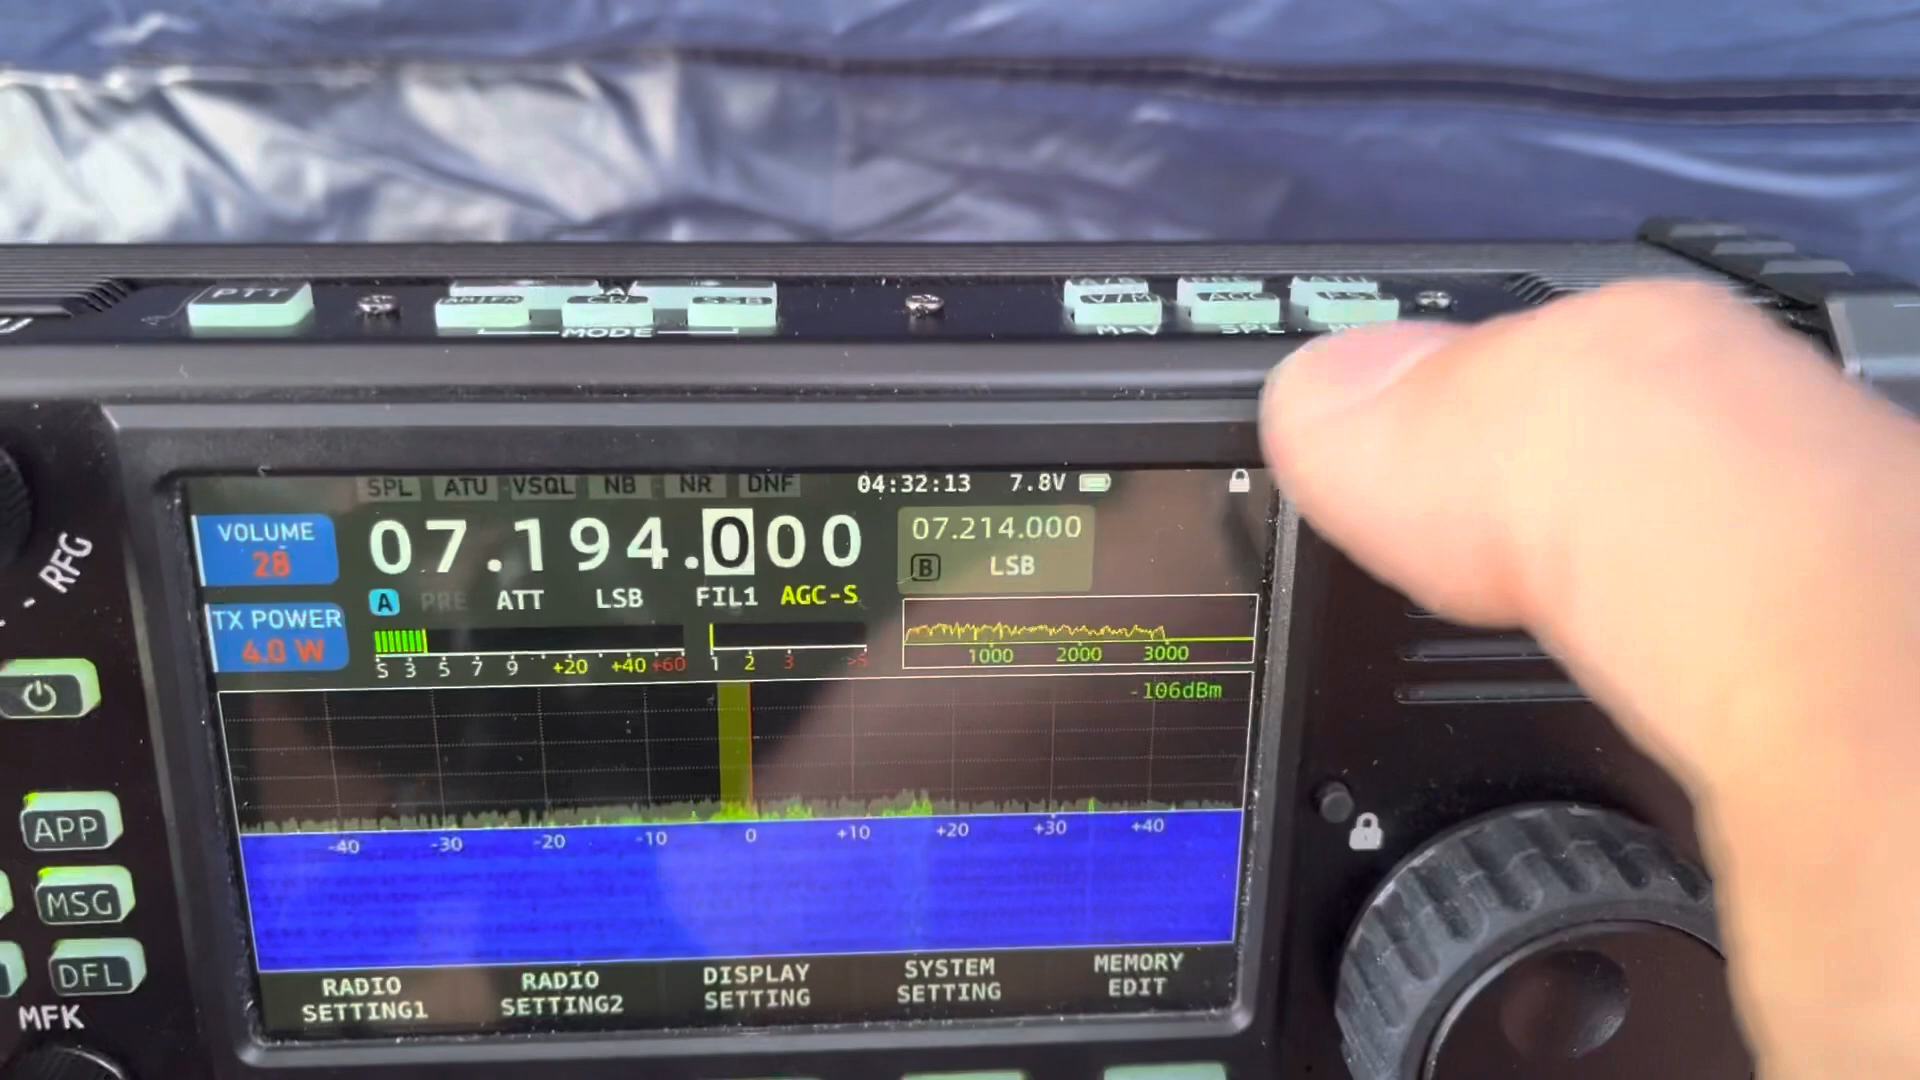 PTT
AM/FM CW SSB
MODE
V/M AGC
SPL
SPL ATU VSQL NB NR DNF 04:32:13 7.8V
VOLUME
28
07.194.000
07.214.000
B LSB
A PRE ATT LSB FIL1 AGC-S
TX POWER
4.0 W
S 3 5 7 9 +20 +40 +60 1 2 3 >5
1000 2000 3000
-106dBm
-40 -30 -20 -10 0 +10 +20 +30 +40
RADIO SETTING1
RADIO SETTING2
DISPLAY SETTING
SYSTEM SETTING
MEMORY EDIT
- RFG
APP
MSG
DFL
MFK